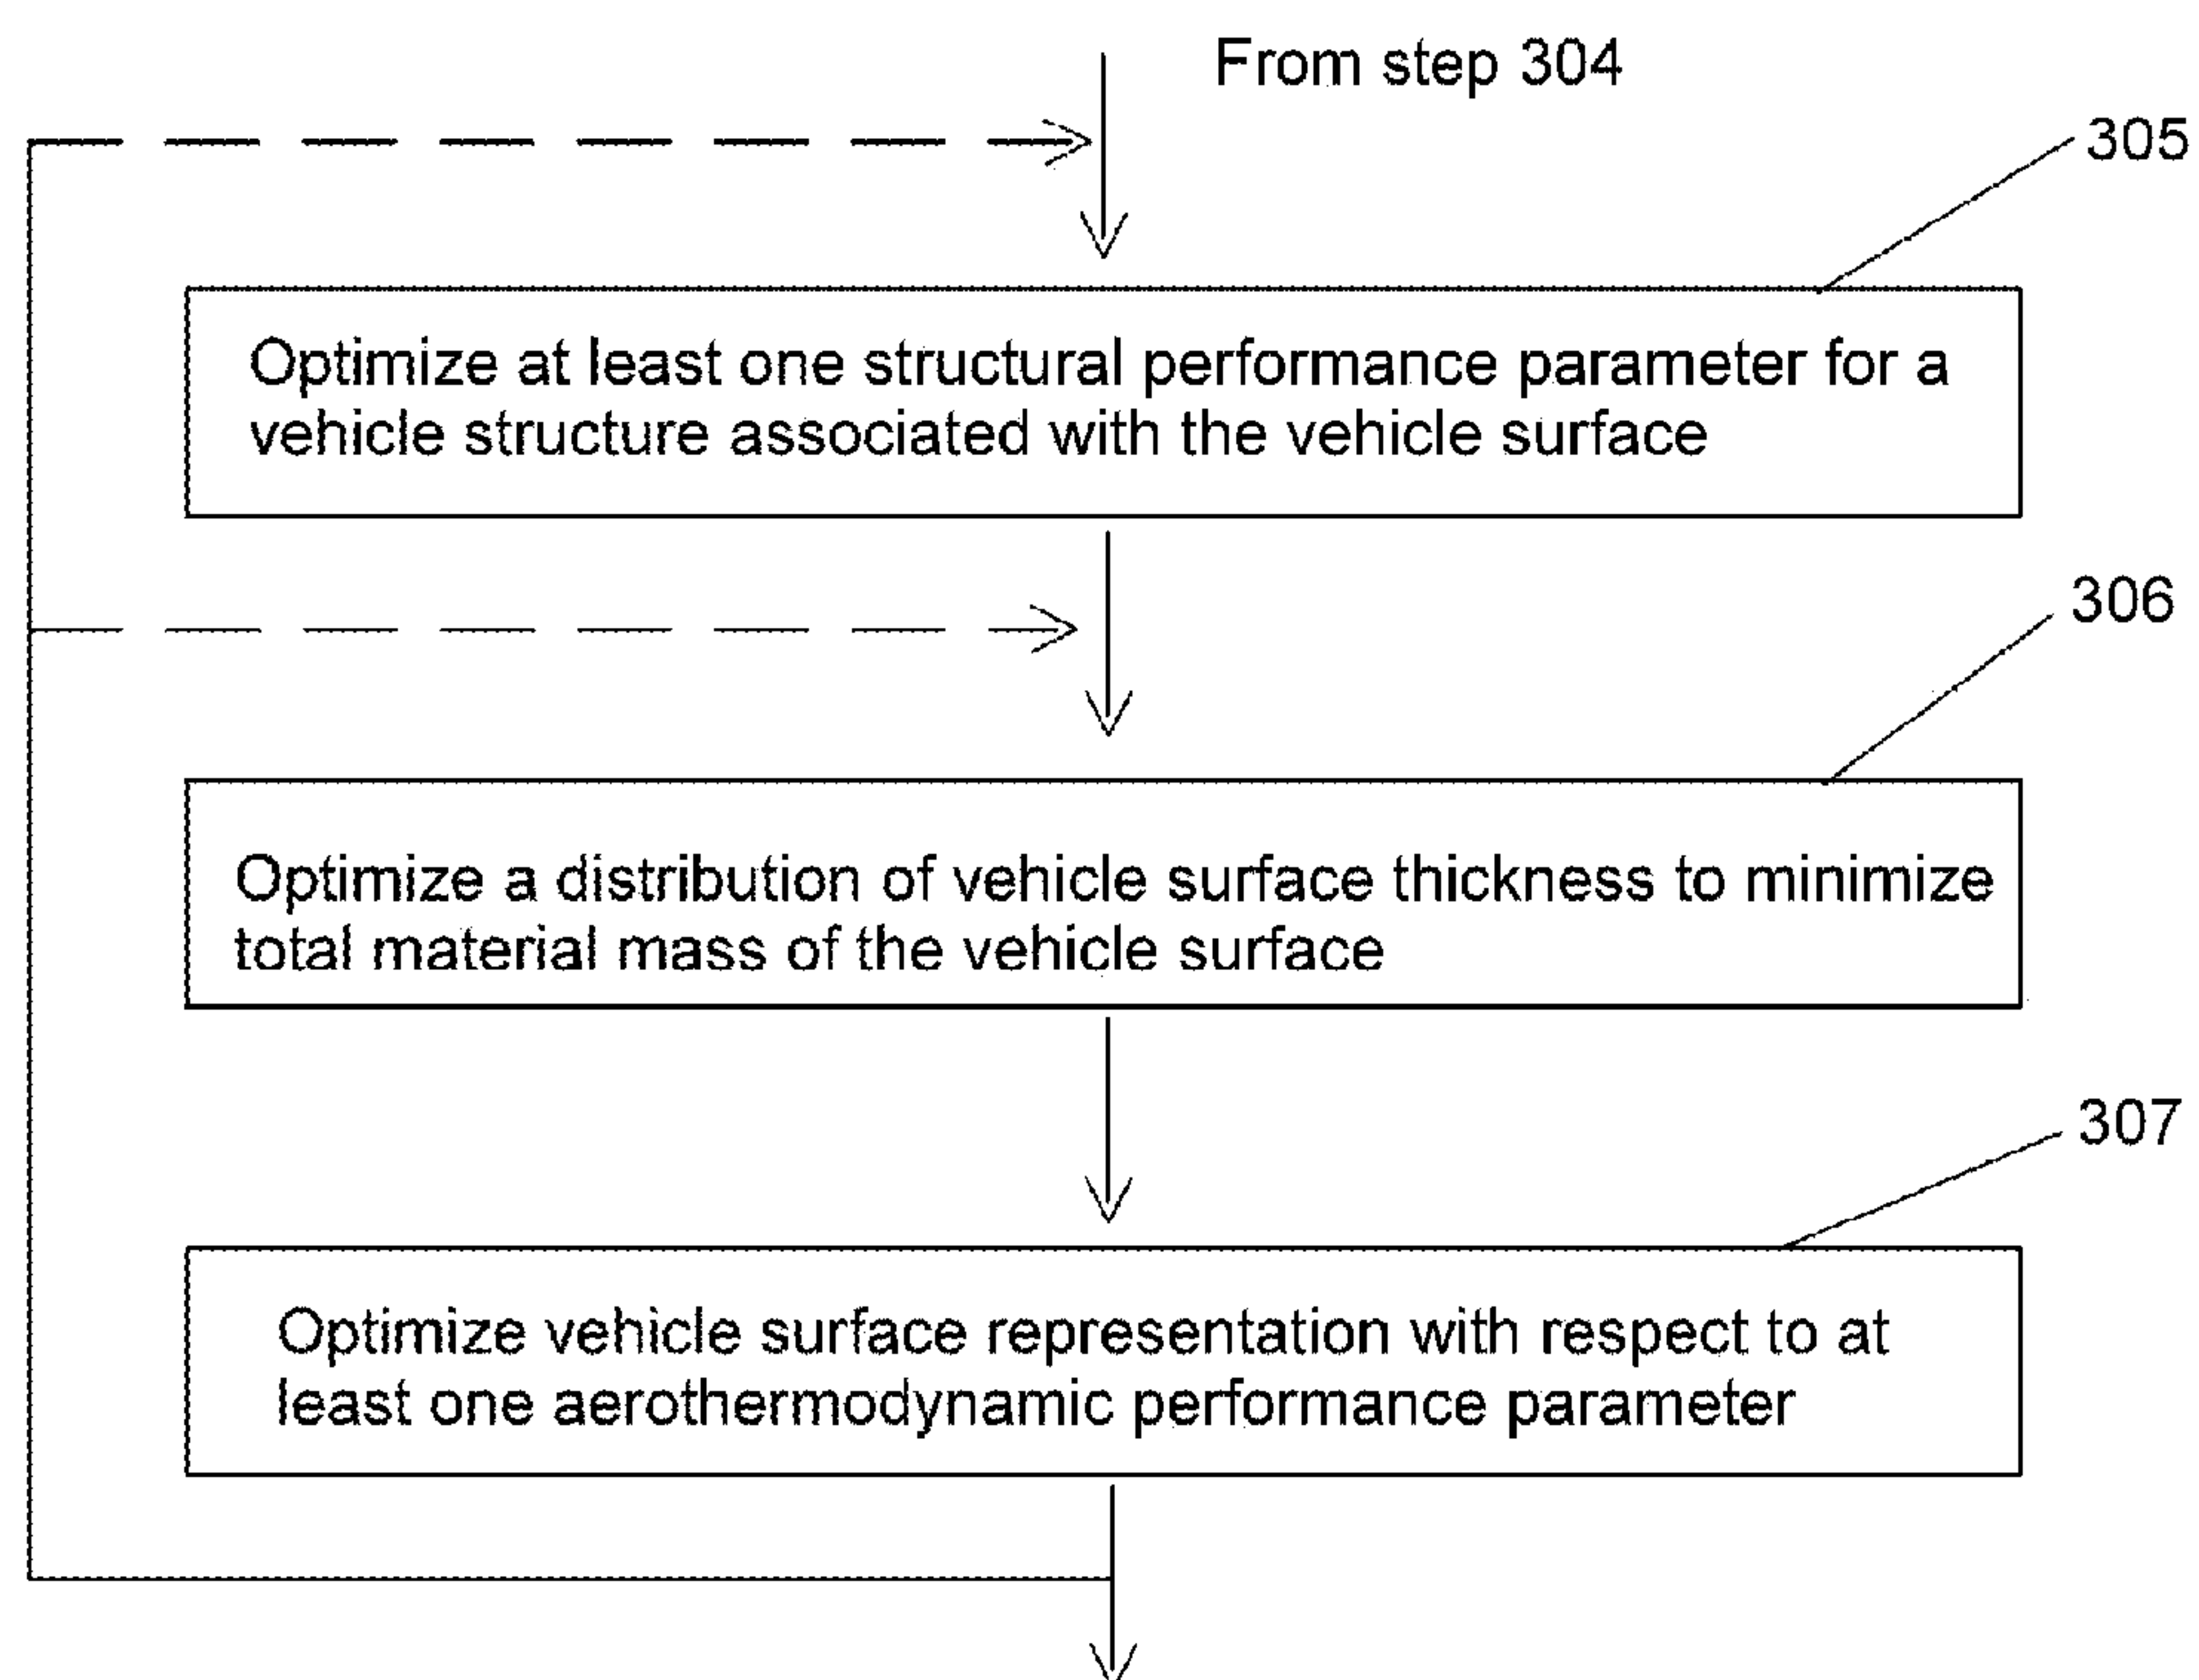 From step 304
305
Optimize at least one structural performance parameter for a
vehicle structure associated with the vehicle surface
306
Optimize a distribution of vehicle surface thickness to minimize
total material mass of the vehicle surface
307
Optimize vehicle surface representation with respect to at
least one aerothermodynamic performance parameter